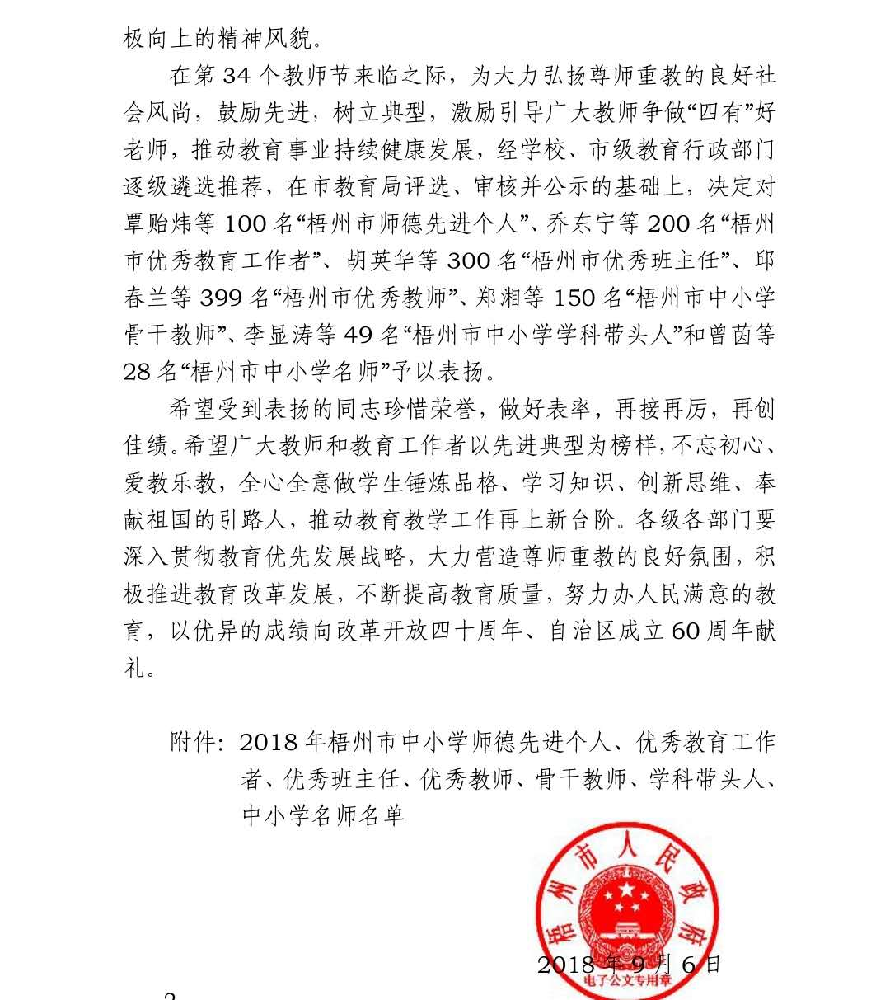 极向上的精神风貌。
在第 34 个教师节来临之际，为大力弘扬尊师重教的良好社
会风尚，鼓励先进，树立典型，激励引导广大教师争做“四有”好
老师，推动教育事业持续健康发展，经学校、市级教育行政部门
逐级遴选推荐，在市教育局评选、审核并公示的基础上，决定对
覃贻炜等 100 名“梧州市师德先进个人”、乔东宁等 200 名“梧州
市优秀教育工作者”、胡英华等 300 名“梧州市优秀班主任”、邱
春兰等 399 名“梧州市优秀教师”、郑湘等 150 名“梧州市中小学
骨干教师”、李显涛等 49 名“梧州市中小学学科带头人”和曾茵等
28 名“梧州市中小学名师”予以表扬。
希望受到表扬的同志珍惜荣誉，做好表率，再接再厉，再创
佳绩。希望广大教师和教育工作者以先进典型为榜样，不忘初心、
爱教乐教，全心全意做学生锤炼品格、学习知识、创新思维、奉
献祖国的引路人，推动教育教学工作再上新台阶。各级各部门要
深入贯彻教育优先发展战略，大力营造尊师重教的良好氛围，积
极推进教育改革发展，不断提高教育质量，努力办人民满意的教
育，以优异的成绩向改革开放四十周年、自治区成立 60 周年献
礼。
附件：2018 年梧州市中小学师德先进个人、优秀教育工作
者、优秀班主任、优秀教师、骨干教师、学科带头人、
中小学名师名单
梧州市人民政府
2018 年 9 月 6 日
电子公文专用章